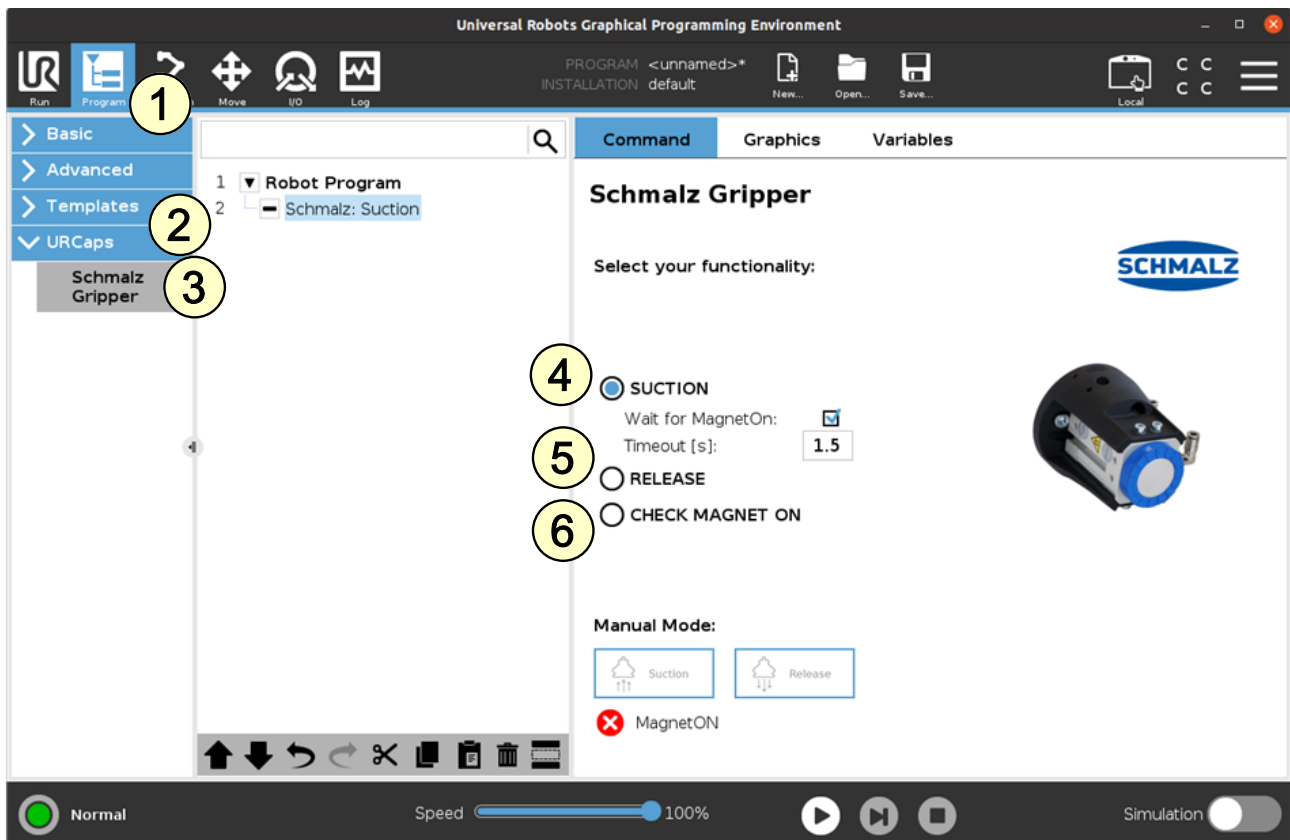 Universal Robots Graphical Programming Environment
Run
Program
1
Move
I/O
Log
PROGRAM <unnamed>*
INSTALLATION default
New...
Open...
Save...
Local
C C
C C
Basic
Advanced
Templates
2
URCaps
Schmalz
Gripper
3
1 Robot Program
2 Schmalz: Suction
Command Graphics Variables
Schmalz Gripper
Select your functionality:
SCHMALZ
4
SUCTION
Wait for MagnetOn:
Timeout [s]: 1.5
5
RELEASE
6
CHECK MAGNET ON
Manual Mode:
Suction Release
MagnetON
Normal
Speed 100%
Simulation